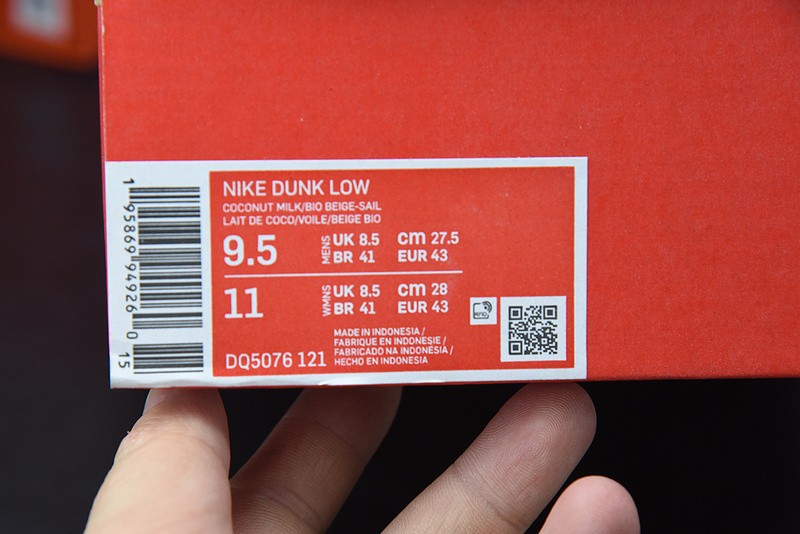 NIKE DUNK LOW
COCONUT MILK/BIO BEIGE-SAIL
LAIT DE COCO/VOILE/BEIGE BIO
9.5 MENS UK 8.5 cm 27.5
BR 41 EUR 43
11 WMNS UK 8.5 cm 28
BR 41 EUR 43
MADE IN INDONESIA /
FABRIQUE EN INDONESIE /
FABRICADO NA INDONESIA /
HECHO EN INDONESIA
DQ5076 121
1 95869 94926 0 15
RFID